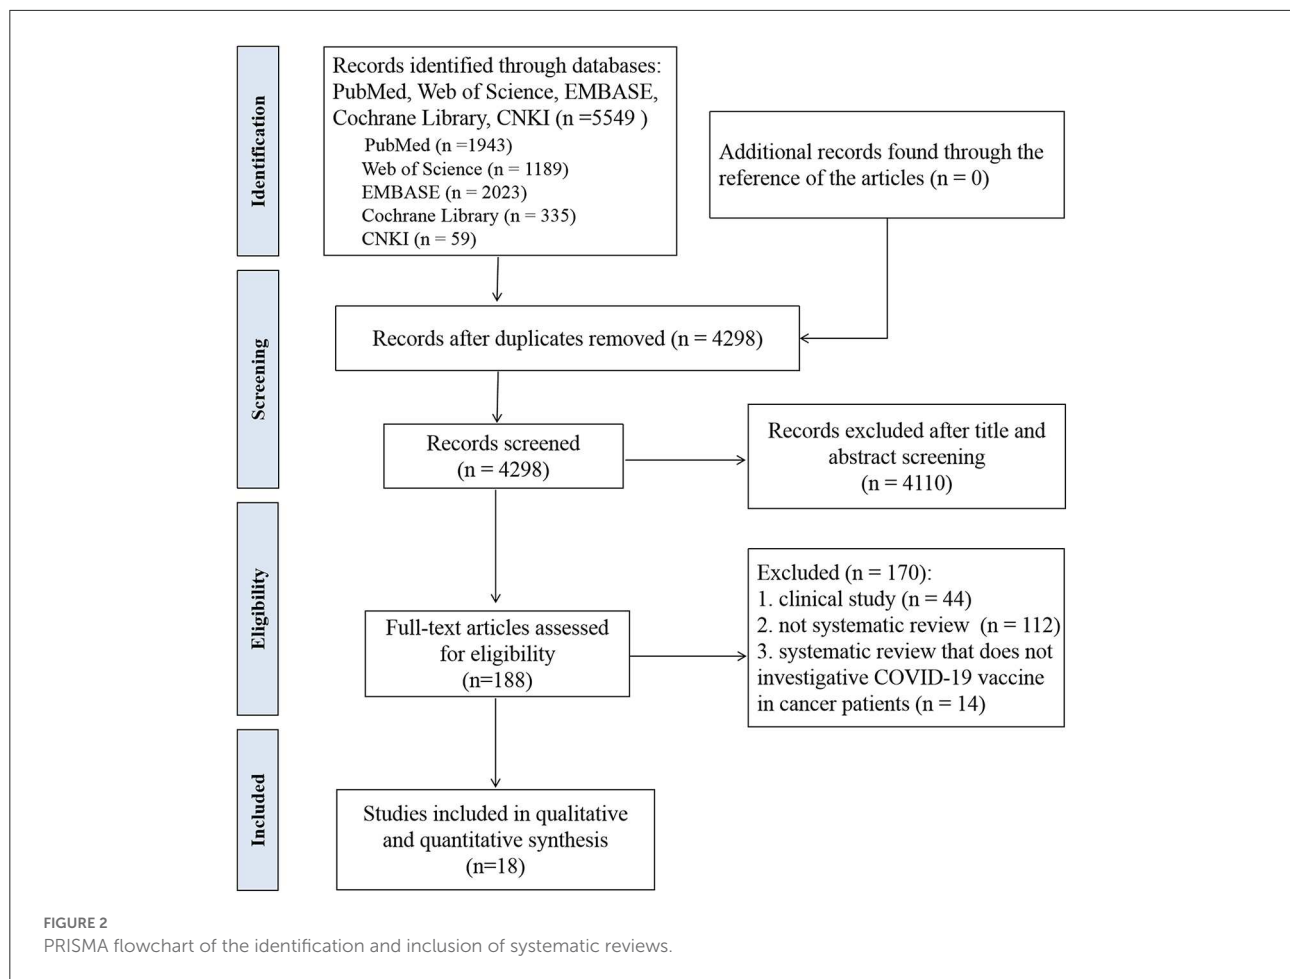 Identification
Records identified through databases:
PubMed, Web of Science, EMBASE,
Cochrane Library, CNKI (n =5549 )
PubMed (n =1943)
Web of Science (n = 1189)
EMBASE (n = 2023)
Cochrane Library (n = 335)
CNKI (n = 59)
Additional records found through the
reference of the articles (n = 0)
Screening
Records after duplicates removed (n = 4298)
Records screened
(n = 4298)
Records excluded after title and
abstract screening
(n = 4110)
Eligibility
Full-text articles assessed
for eligibility
(n=188)
Excluded (n = 170):
1. clinical study (n = 44)
2. not systematic review (n = 112)
3. systematic review that does not
investigative COVID-19 vaccine
in cancer patients (n = 14)
Included
Studies included in qualitative
and quantitative synthesis
(n=18)
FIGURE 2
PRISMA flowchart of the identification and inclusion of systematic reviews.